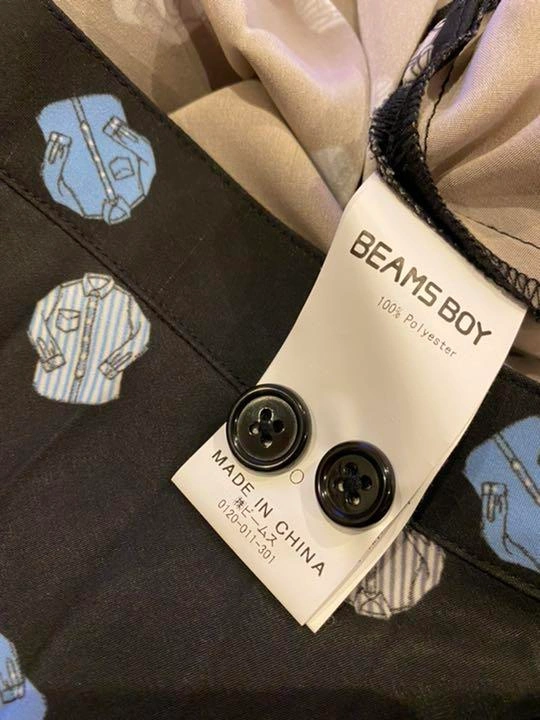 BEAMS BOY
100% Polyester
MADE IN CHINA
㈱ビームス
0120-011-301